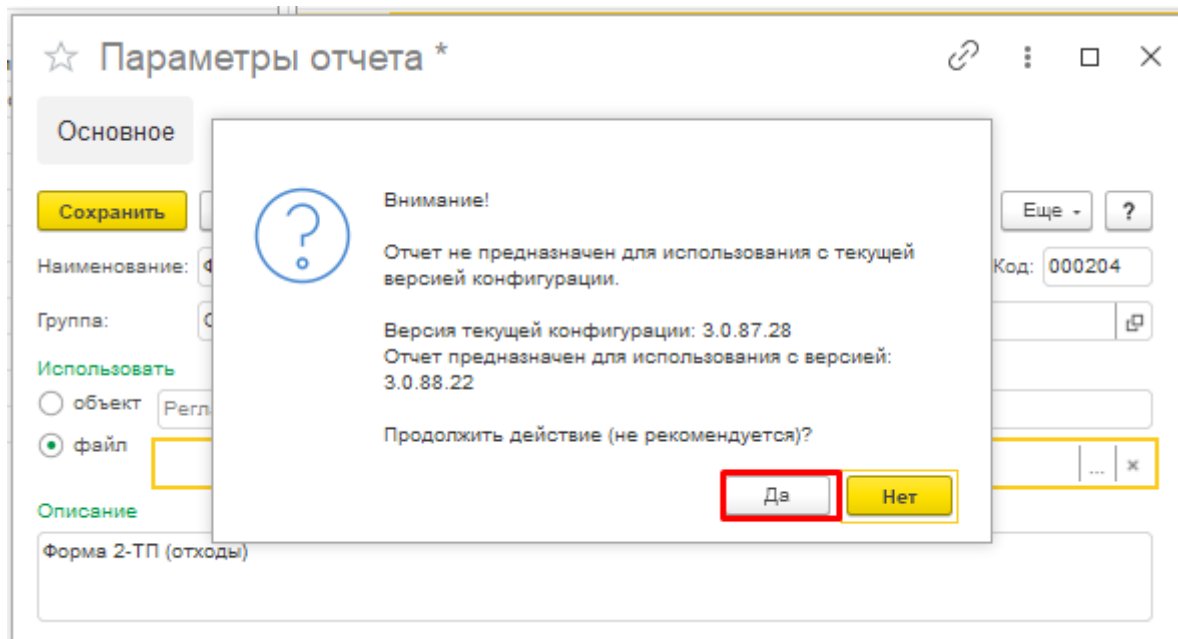 Параметры отчета *
Основное
Внимание!
Отчет не предназначен для использования с текущей
версией конфигурации.
Версия текущей конфигурации: 3.0.87.28
Отчет предназначен для использования с версией:
3.0.88.22
Продолжить действие (не рекомендуется)?
Да
Нет
Сохранить
Еще
?
Наименование:
Код: 000204
Группа:
Использовать
объект
Регл
файл
...
Описание
Форма 2-ТП (отходы)